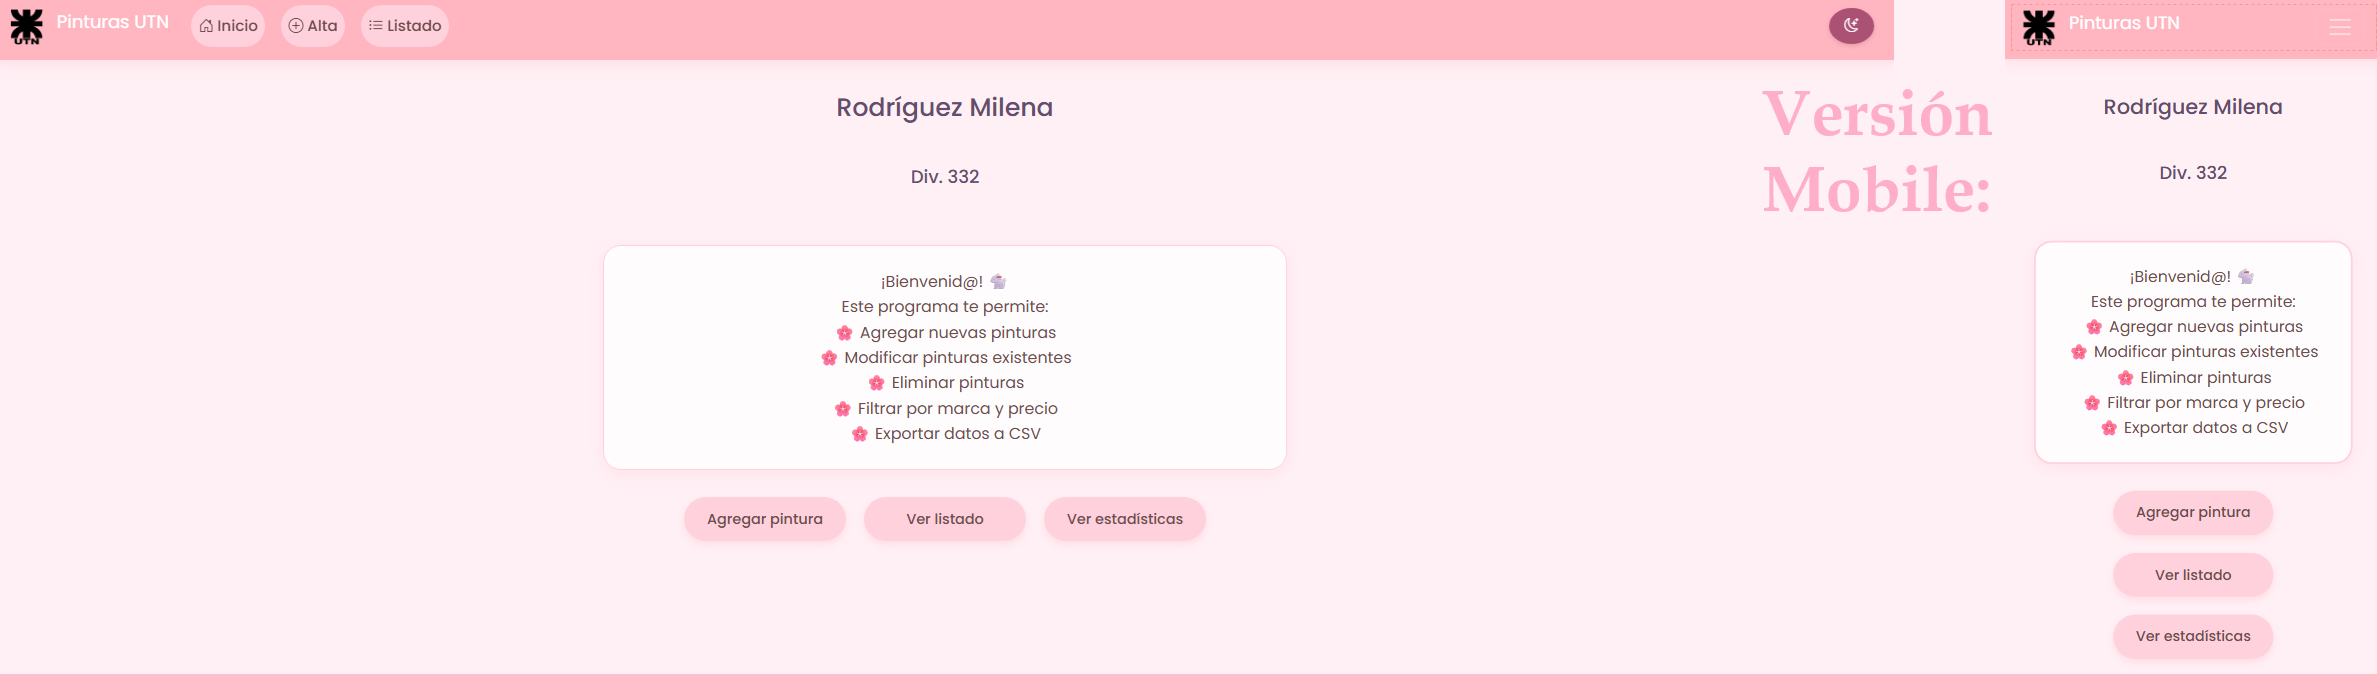 UTN
Pinturas UTN
Inicio
Alta
Listado
Rodríguez Milena
Div. 332
¡Bienvenid@! 🐇
Este programa te permite:
🌸 Agregar nuevas pinturas
🌸 Modificar pinturas existentes
🌸 Eliminar pinturas
🌸 Filtrar por marca y precio
🌸 Exportar datos a CSV
Agregar pintura
Ver listado
Ver estadísticas
Versión
Mobile:
UTN
Pinturas UTN
Rodríguez Milena
Div. 332
¡Bienvenid@! 🐇
Este programa te permite:
🌸 Agregar nuevas pinturas
🌸 Modificar pinturas existentes
🌸 Eliminar pinturas
🌸 Filtrar por marca y precio
🌸 Exportar datos a CSV
Agregar pintura
Ver listado
Ver estadísticas